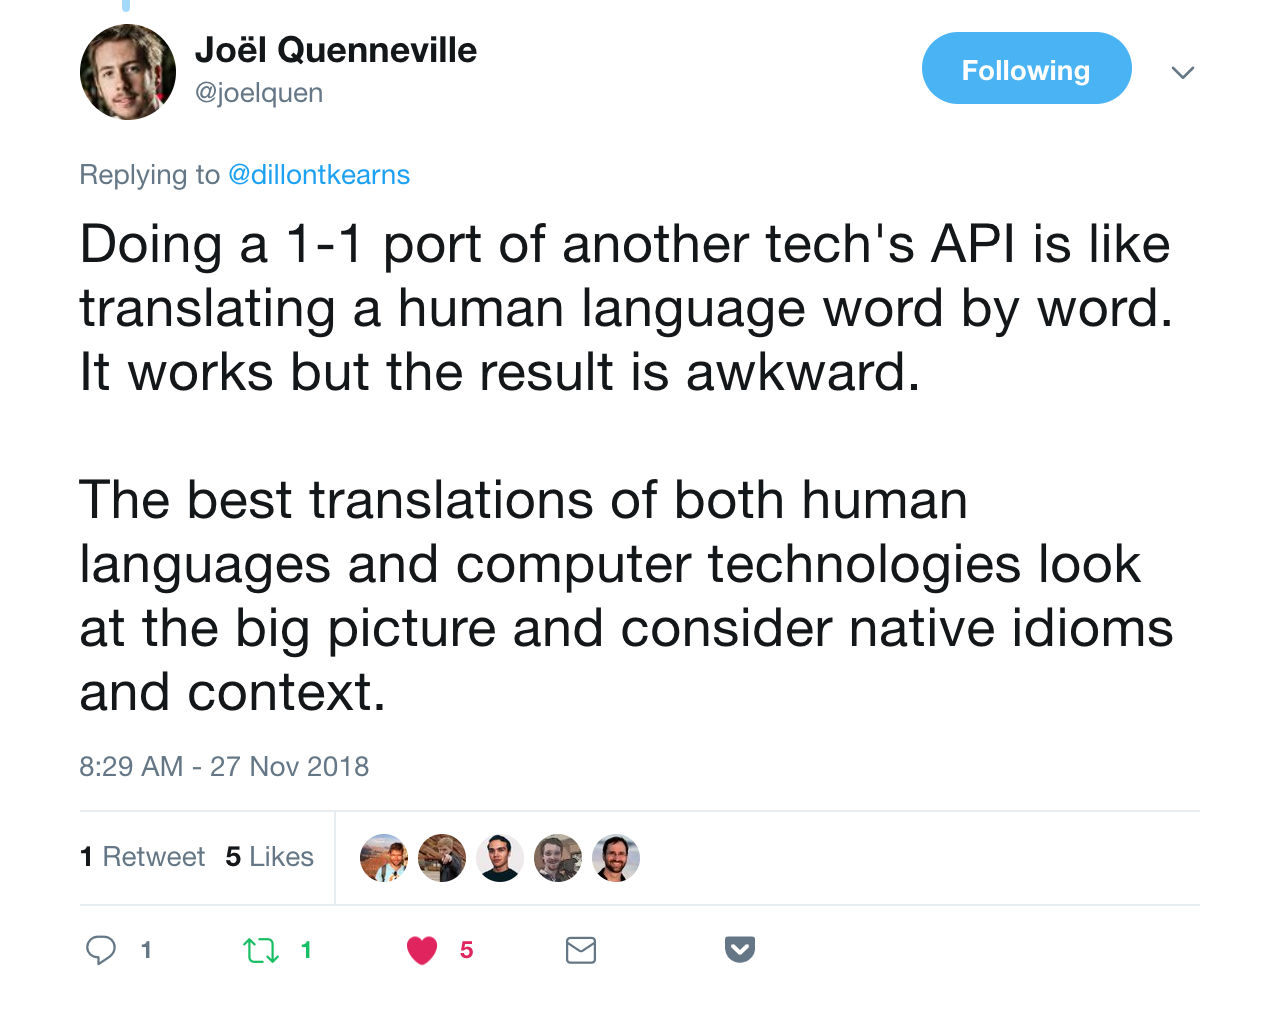 Joël Quenneville
@joelquen
Following
Replying to @dillontkearns
Doing a 1-1 port of another tech's API is like
translating a human language word by word.
It works but the result is awkward.
The best translations of both human
languages and computer technologies look
at the big picture and consider native idioms
and context.
8:29 AM - 27 Nov 2018
1 Retweet 5 Likes
1 1 5